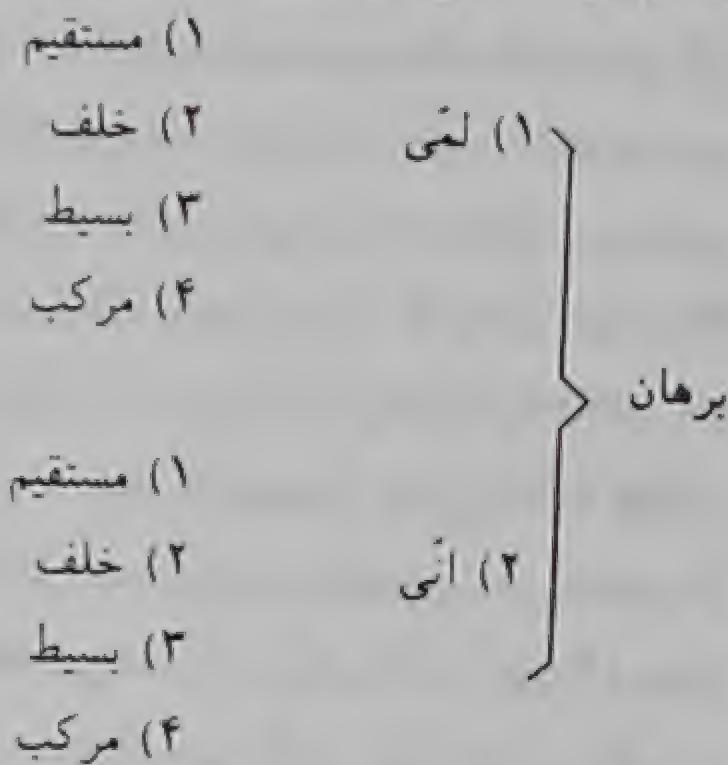 برهان
۱) لمّی
۱) مستقیم
۲) خلف
۳) بسیط
۴) مرکب
۲) انّی
۱) مستقیم
۲) خلف
۳) بسیط
۴) مرکب